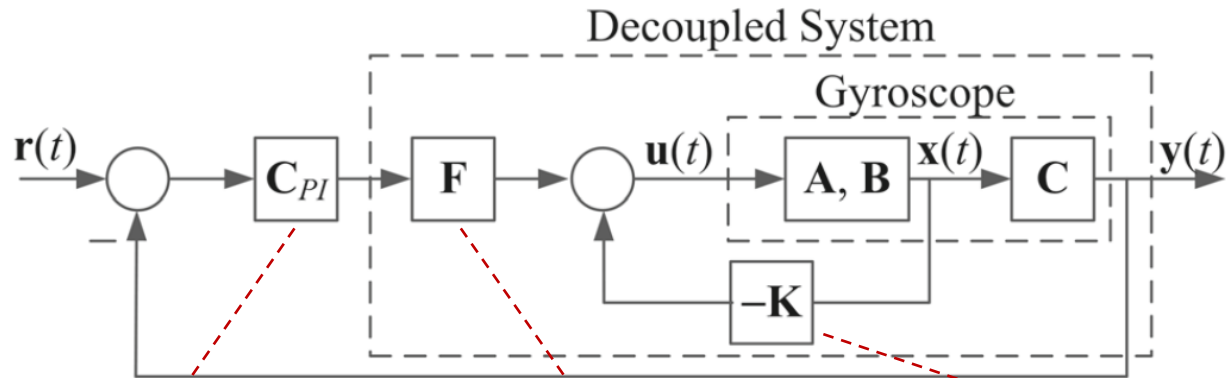 Decoupled System
Gyroscope
r(t)
C_PI
F
u(t)
A, B
x(t)
C
y(t)
−
−K